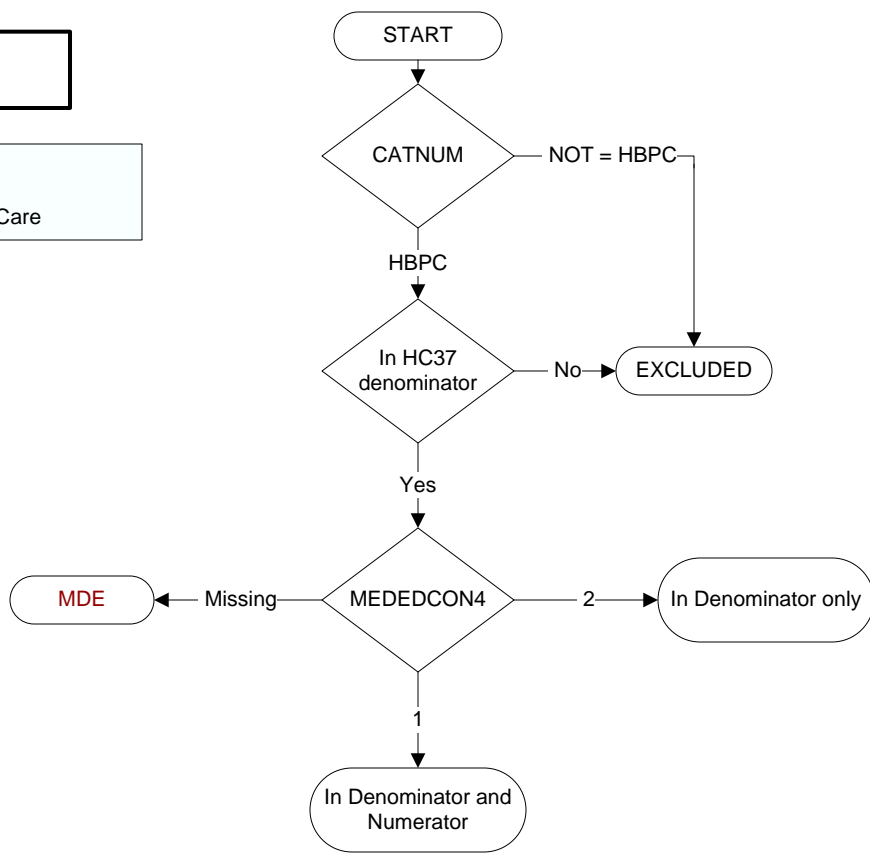 START
CATNUM
NOT = HBPC
Care
HBPC
In HC37
denominator
No
EXCLUDED
Yes
MDE
Missing
MEDEDCON4
2
In Denominator only
1
In Denominator and
Numerator